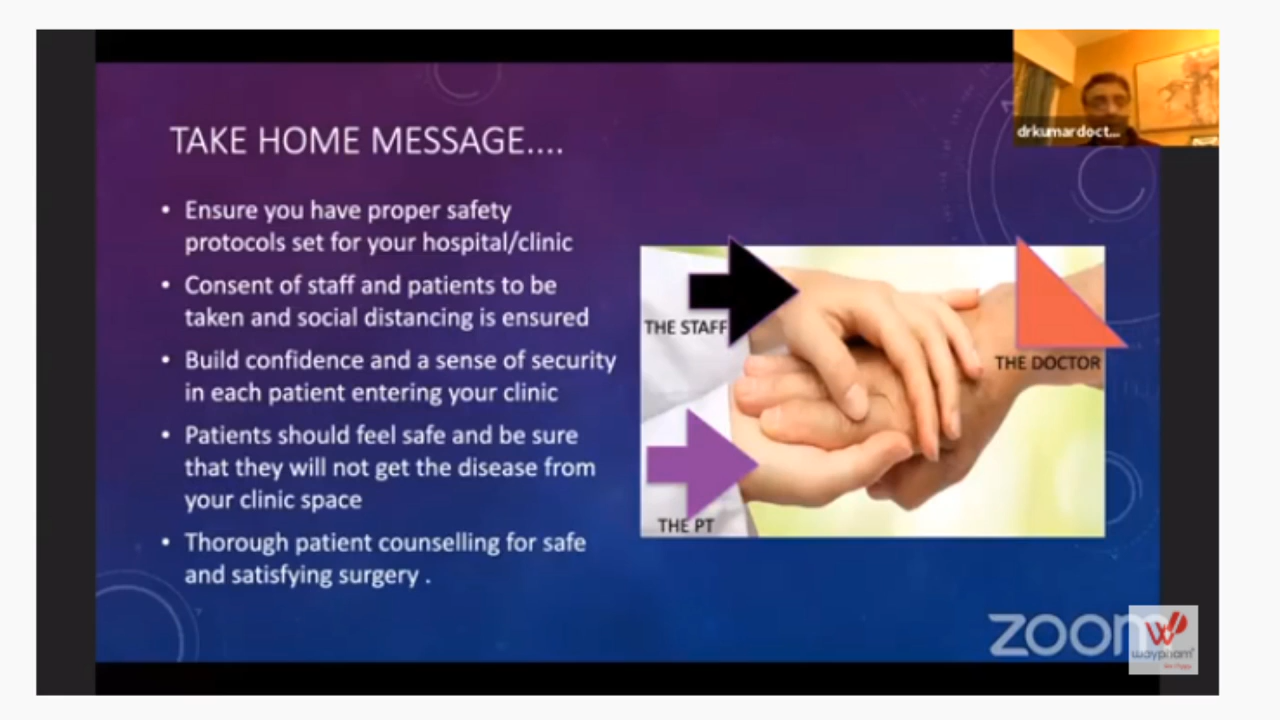 drkumardoct...
TAKE HOME MESSAGE....
• Ensure you have proper safety
protocols set for your hospital/clinic
• Consent of staff and patients to be
taken and social distancing is ensured
• Build confidence and a sense of security
in each patient entering your clinic
• Patients should feel safe and be sure
that they will not get the disease from
your clinic space
• Thorough patient counselling for safe
and satisfying surgery .
THE STAFF
THE DOCTOR
THE PT
zoom